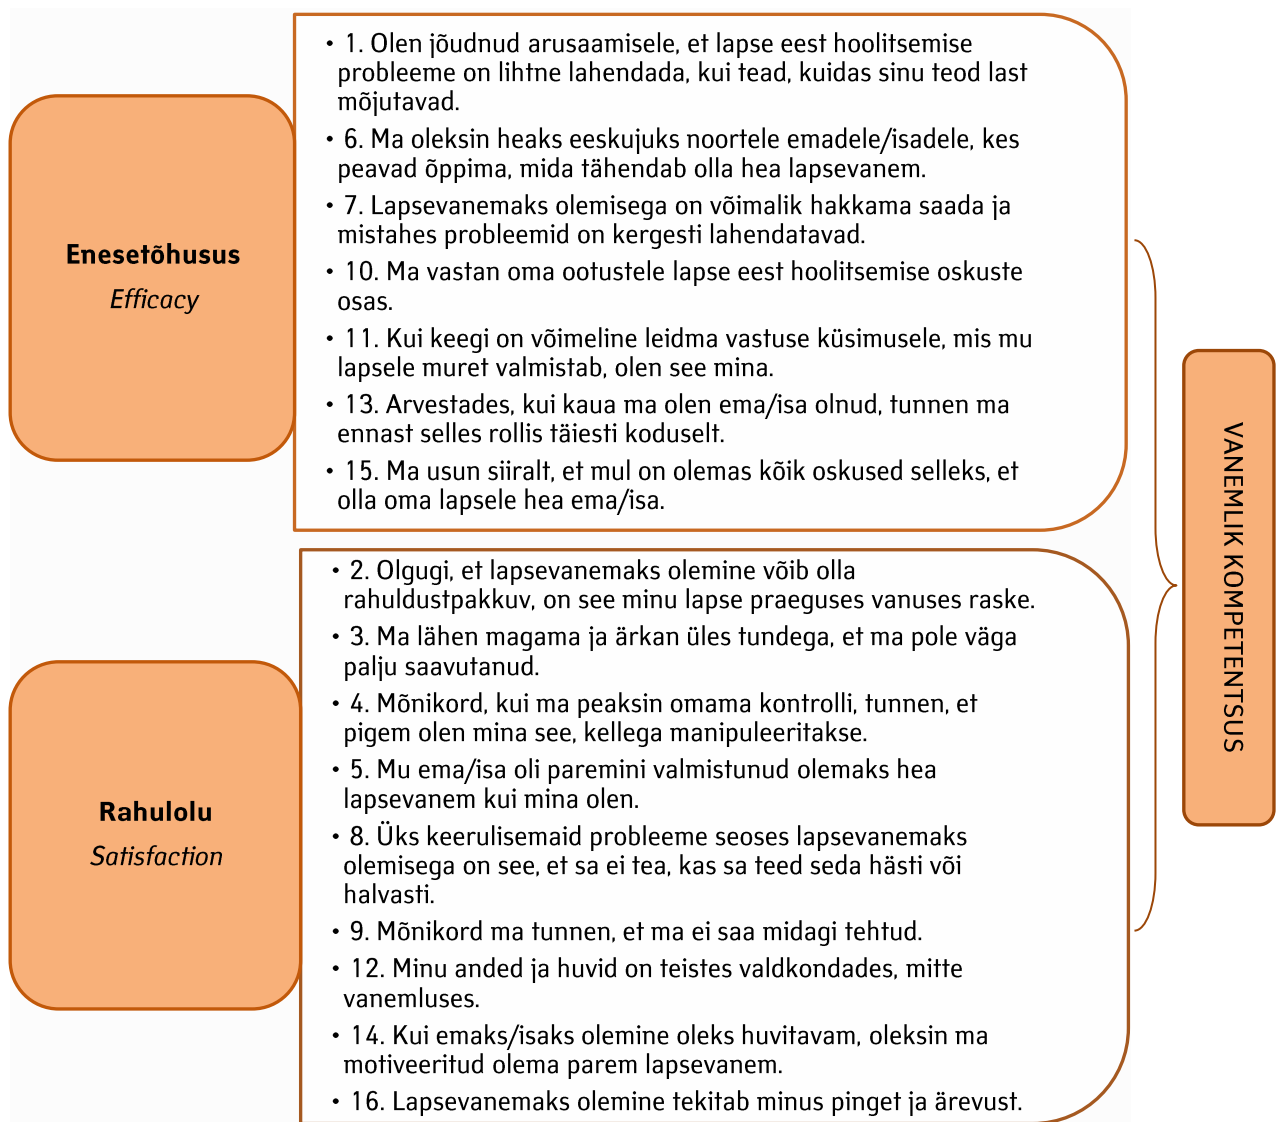 Enesetõhusus
Efficacy
• 1. Olen jõudnud arusaamisele, et lapse eest hoolitsemise
probleeme on lihtne lahendada, kui tead, kuidas sinu teod last
mõjutavad.
• 6. Ma oleksin heaks eeskujuks noortele emadele/isadele, kes
peavad õppima, mida tähendab olla hea lapsevanem.
• 7. Lapsevanemaks olemisega on võimalik hakkama saada ja
mistahes probleemid on kergesti lahendatavad.
• 10. Ma vastan oma ootustele lapse eest hoolitsemise oskuste
osas.
• 11. Kui keegi on võimeline leidma vastuse küsimusele, mis mu
lapsele muret valmistab, olen see mina.
• 13. Arvestades, kui kaua ma olen ema/isa olnud, tunnen ma
ennast selles rollis täiesti koduselt.
• 15. Ma usun siiralt, et mul on olemas kõik oskused selleks, et
olla oma lapsele hea ema/isa.
Rahulolu
Satisfaction
• 2. Olgugi, et lapsevanemaks olemine võib olla
rahuldustpakkuv, on see minu lapse praeguses vanuses raske.
• 3. Ma lähen magama ja ärkan üles tundega, et ma pole väga
palju saavutanud.
• 4. Mõnikord, kui ma peaksin omama kontrolli, tunnen, et
pigem olen mina see, kellega manipuleeritakse.
• 5. Mu ema/isa oli paremini valmistunud olemaks hea
lapsevanem kui mina olen.
• 8. Üks keerulisemaid probleeme seoses lapsevanemaks
olemisega on see, et sa ei tea, kas sa teed seda hästi või
halvasti.
• 9. Mõnikord ma tunnen, et ma ei saa midagi tehtud.
• 12. Minu anded ja huvid on teistes valdkondades, mitte
vanemluses.
• 14. Kui emaks/isaks olemine oleks huvitavam, oleksin ma
motiveeritud olema parem lapsevanem.
• 16. Lapsevanemaks olemine tekitab minus pinget ja ärevust.
VANEMLIK KOMPETENTSUS